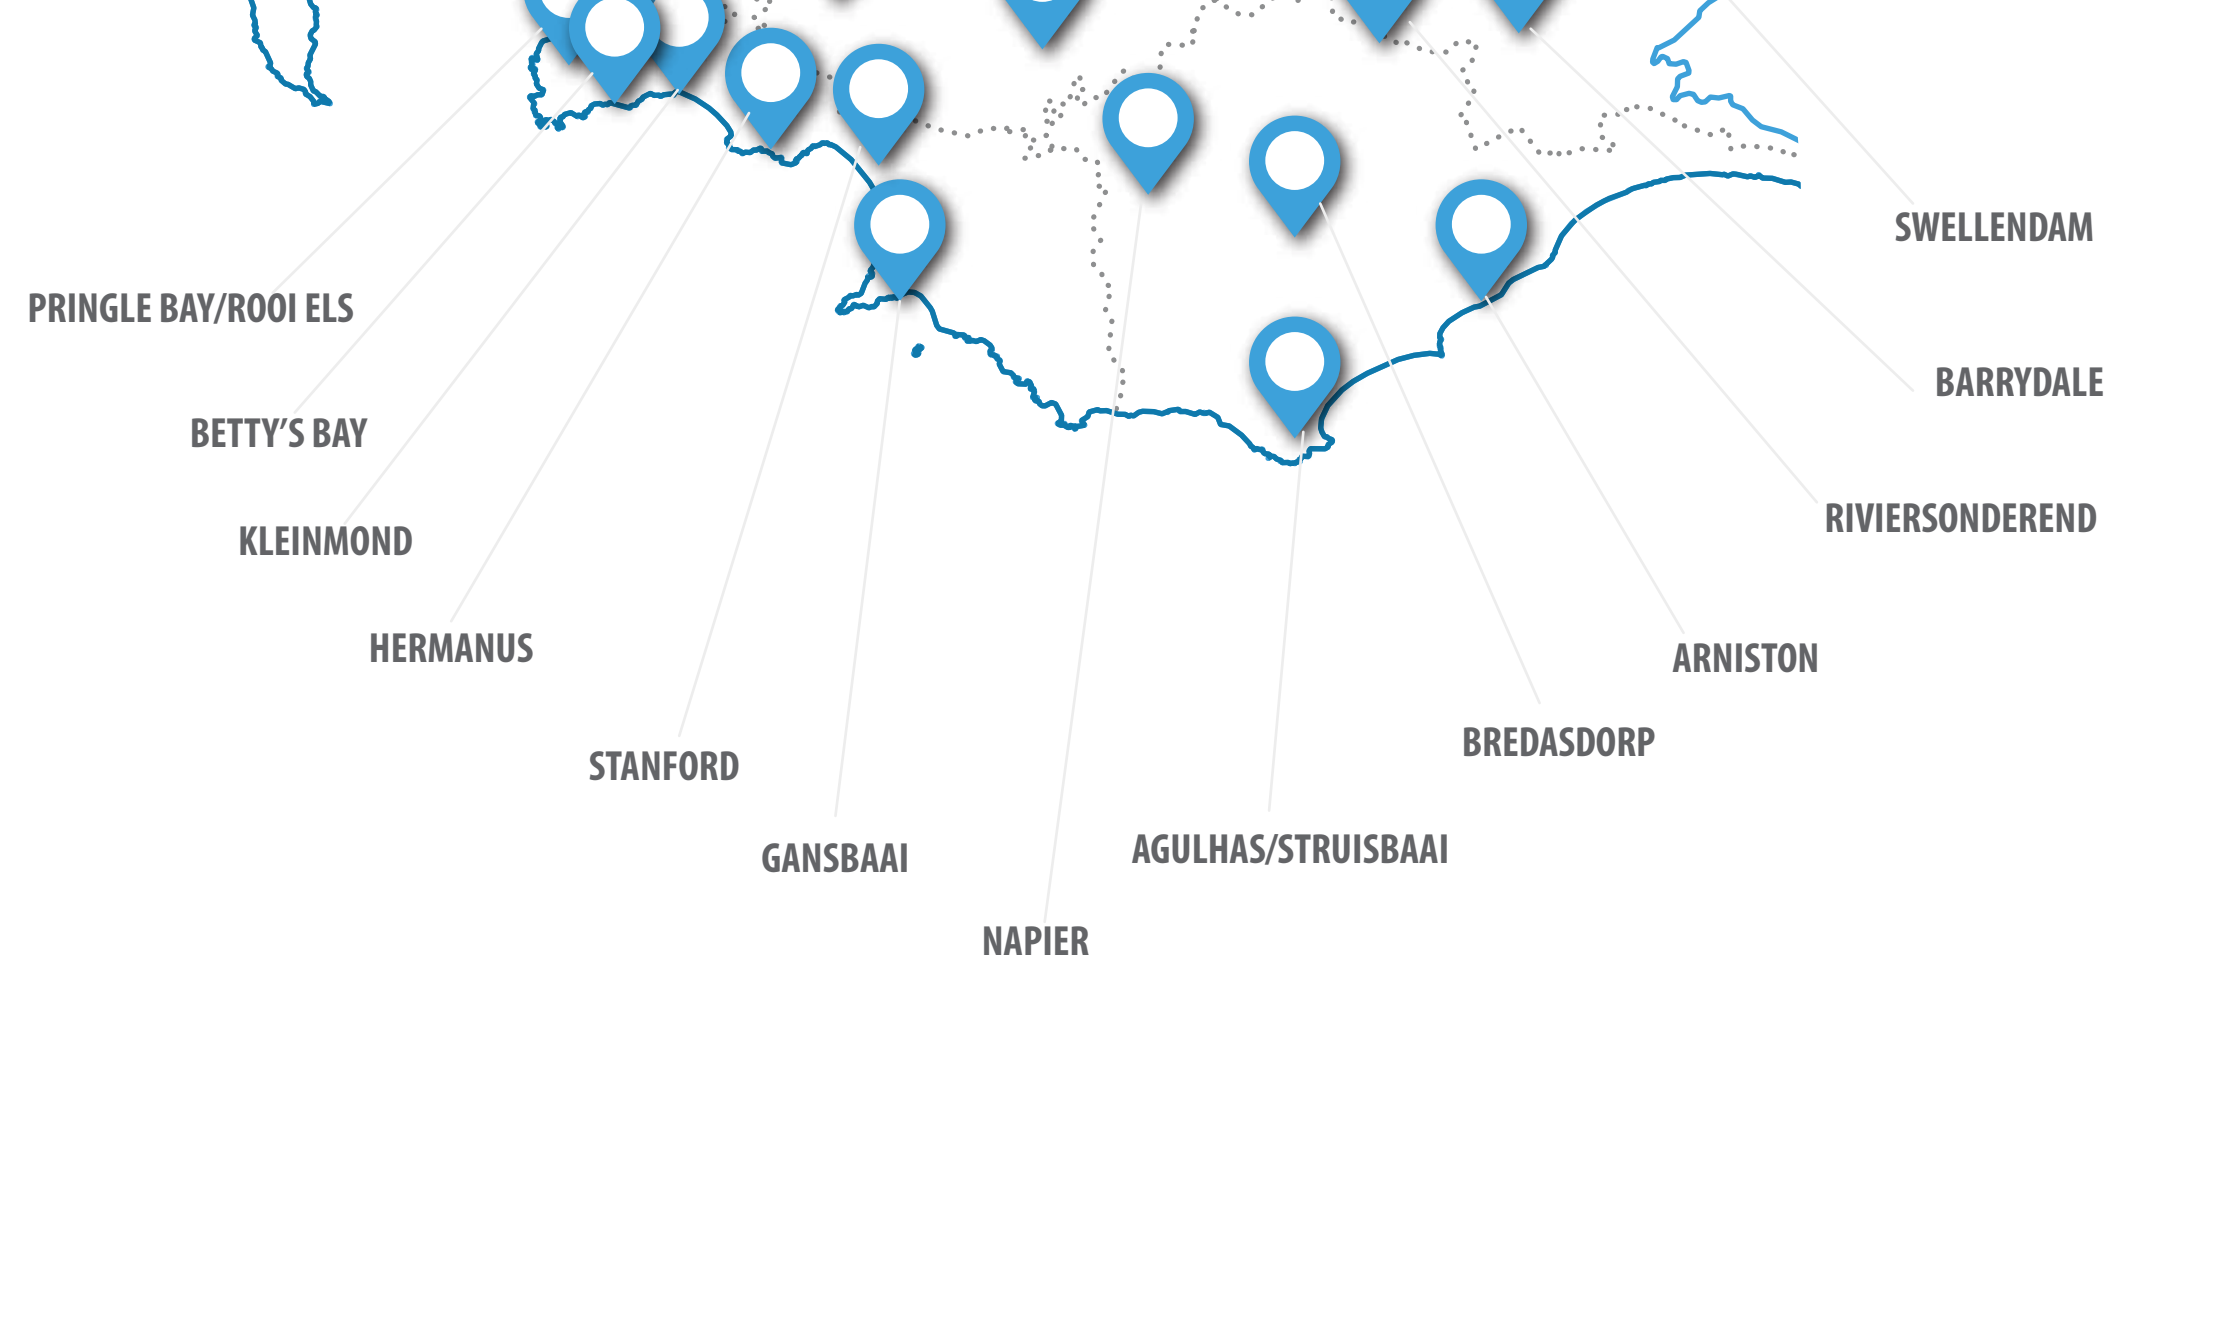 SWELLENDAM
PRINGLE BAY/ROOI ELS
BARRYDALE
BETTY’S BAY
RIVIERSONDEREND
KLEINMOND
HERMANUS
ARNISTON
BREDASDORP
STANFORD
AGULHAS/STRUISBAAI
GANSBAAI
NAPIER